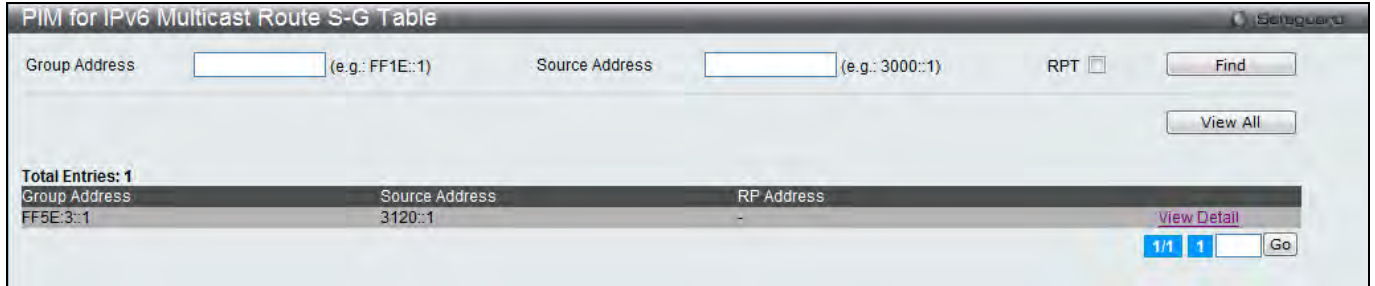 PIM for IPv6 Multicast Route S-G Table Safeguard
Group Address (e.g.: FF1E::1) Source Address (e.g.: 3000::1) RPT Find
View All
Total Entries: 1
Group Address Source Address RP Address
FF5E:3::1 3120::1 - View Detail
1/1 1 Go